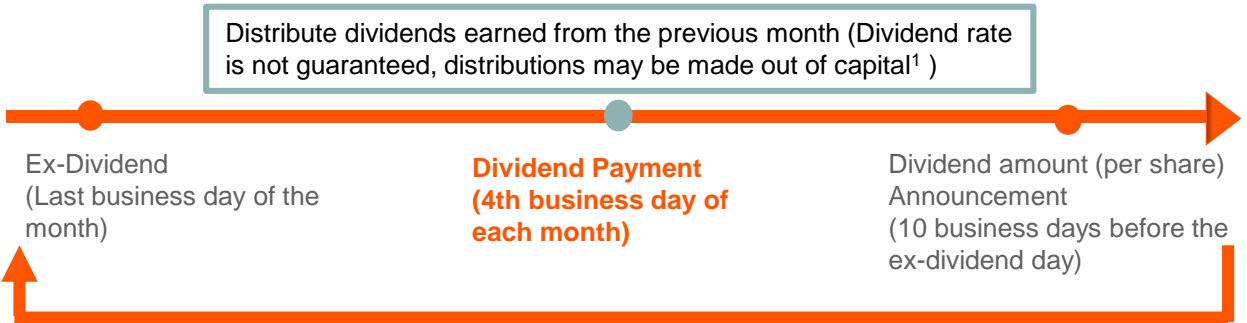 Distribute dividends earned from the previous month (Dividend rate
is not guaranteed, distributions may be made out of capital¹ )
Ex-Dividend
(Last business day of the
month)
Dividend Payment
(4th business day of
each month)
Dividend amount (per share)
Announcement
(10 business days before the
ex-dividend day)